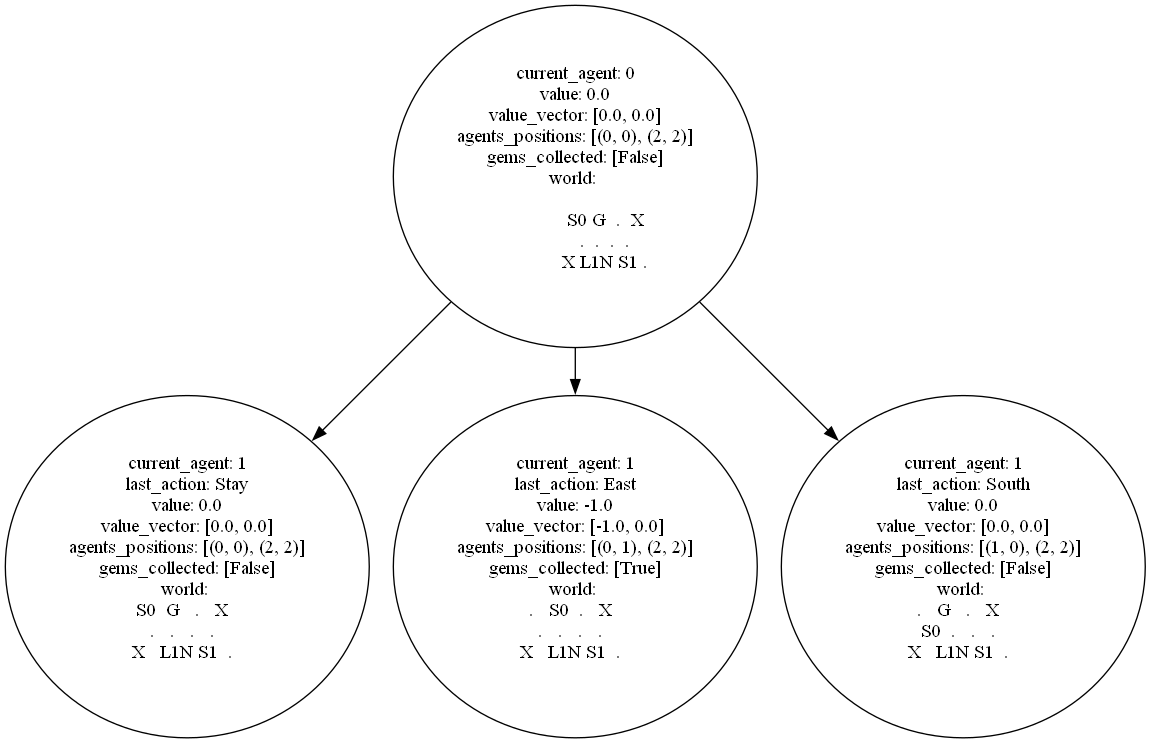 current_agent: 0
value: 0.0
value_vector: [0.0, 0.0]
agents_positions: [(0, 0), (2, 2)]
gems_collected: [False]
world:
S0 G . X
. . . .
X L1N S1 .
current_agent: 1
last_action: Stay
value: 0.0
value_vector: [0.0, 0.0]
agents_positions: [(0, 0), (2, 2)]
gems_collected: [False]
world:
S0 G . X
. . . .
X L1N S1 .
current_agent: 1
last_action: East
value: -1.0
value_vector: [-1.0, 0.0]
agents_positions: [(0, 1), (2, 2)]
gems_collected: [True]
world:
. S0 . X
. . . .
X L1N S1 .
current_agent: 1
last_action: South
value: 0.0
value_vector: [0.0, 0.0]
agents_positions: [(1, 0), (2, 2)]
gems_collected: [False]
world:
. G . X
S0 . . .
X L1N S1 .